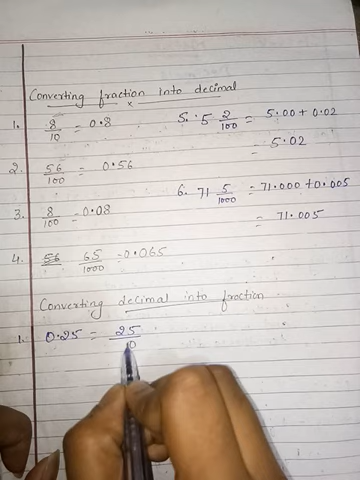 Converting fraction into decimal
1. 8/10 = 0.8
2. 56/100 = 0.56
3. 8/100 = 0.08
4. 65/1000 = 0.065
5. 5 2/100 = 5.00 + 0.02
= 5.02
6. 71 5/1000 = 71.000 + 0.005
= 71.005
Converting decimal into fraction
1. 0.25 = 25/10